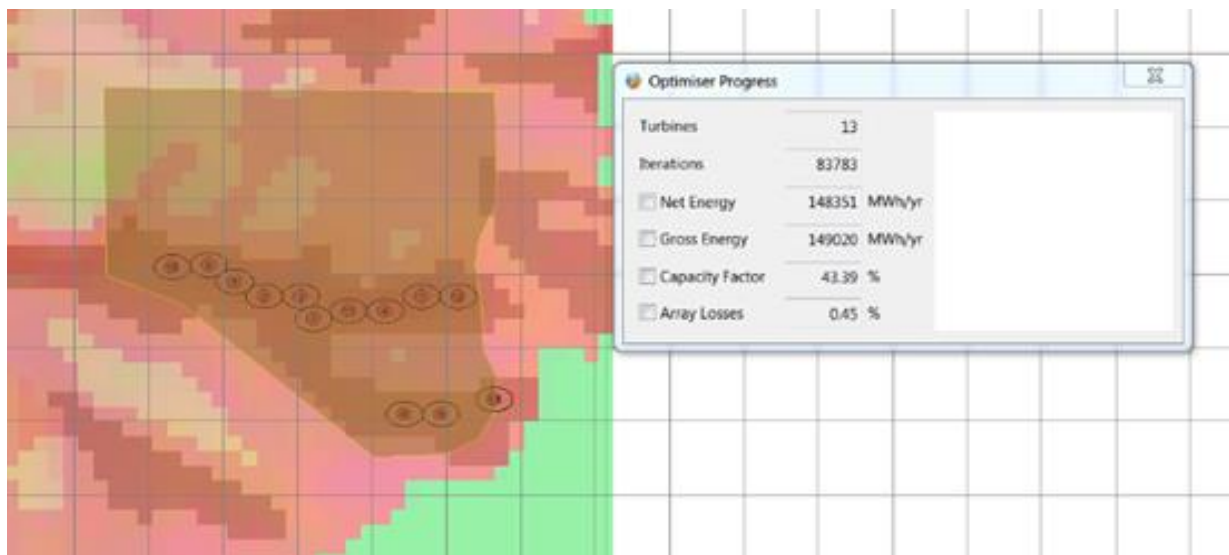 Optimiser Progress
Turbines 13
Iterations 83783
Net Energy 148351 MWh/yr
Gross Energy 149020 MWh/yr
Capacity Factor 43.39 %
Array Losses 0.45 %